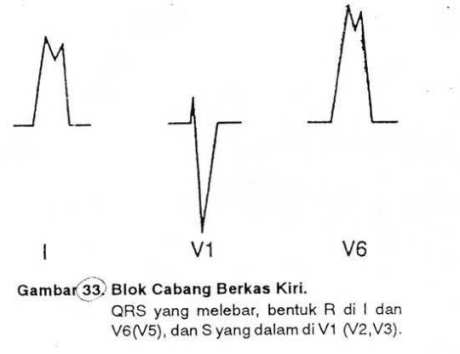 I V1 V6
Gambar 33. Blok Cabang Berkas Kiri.
QRS yang melebar, bentuk R di I dan
V6(V5), dan S yang dalam di V1 (V2,V3).